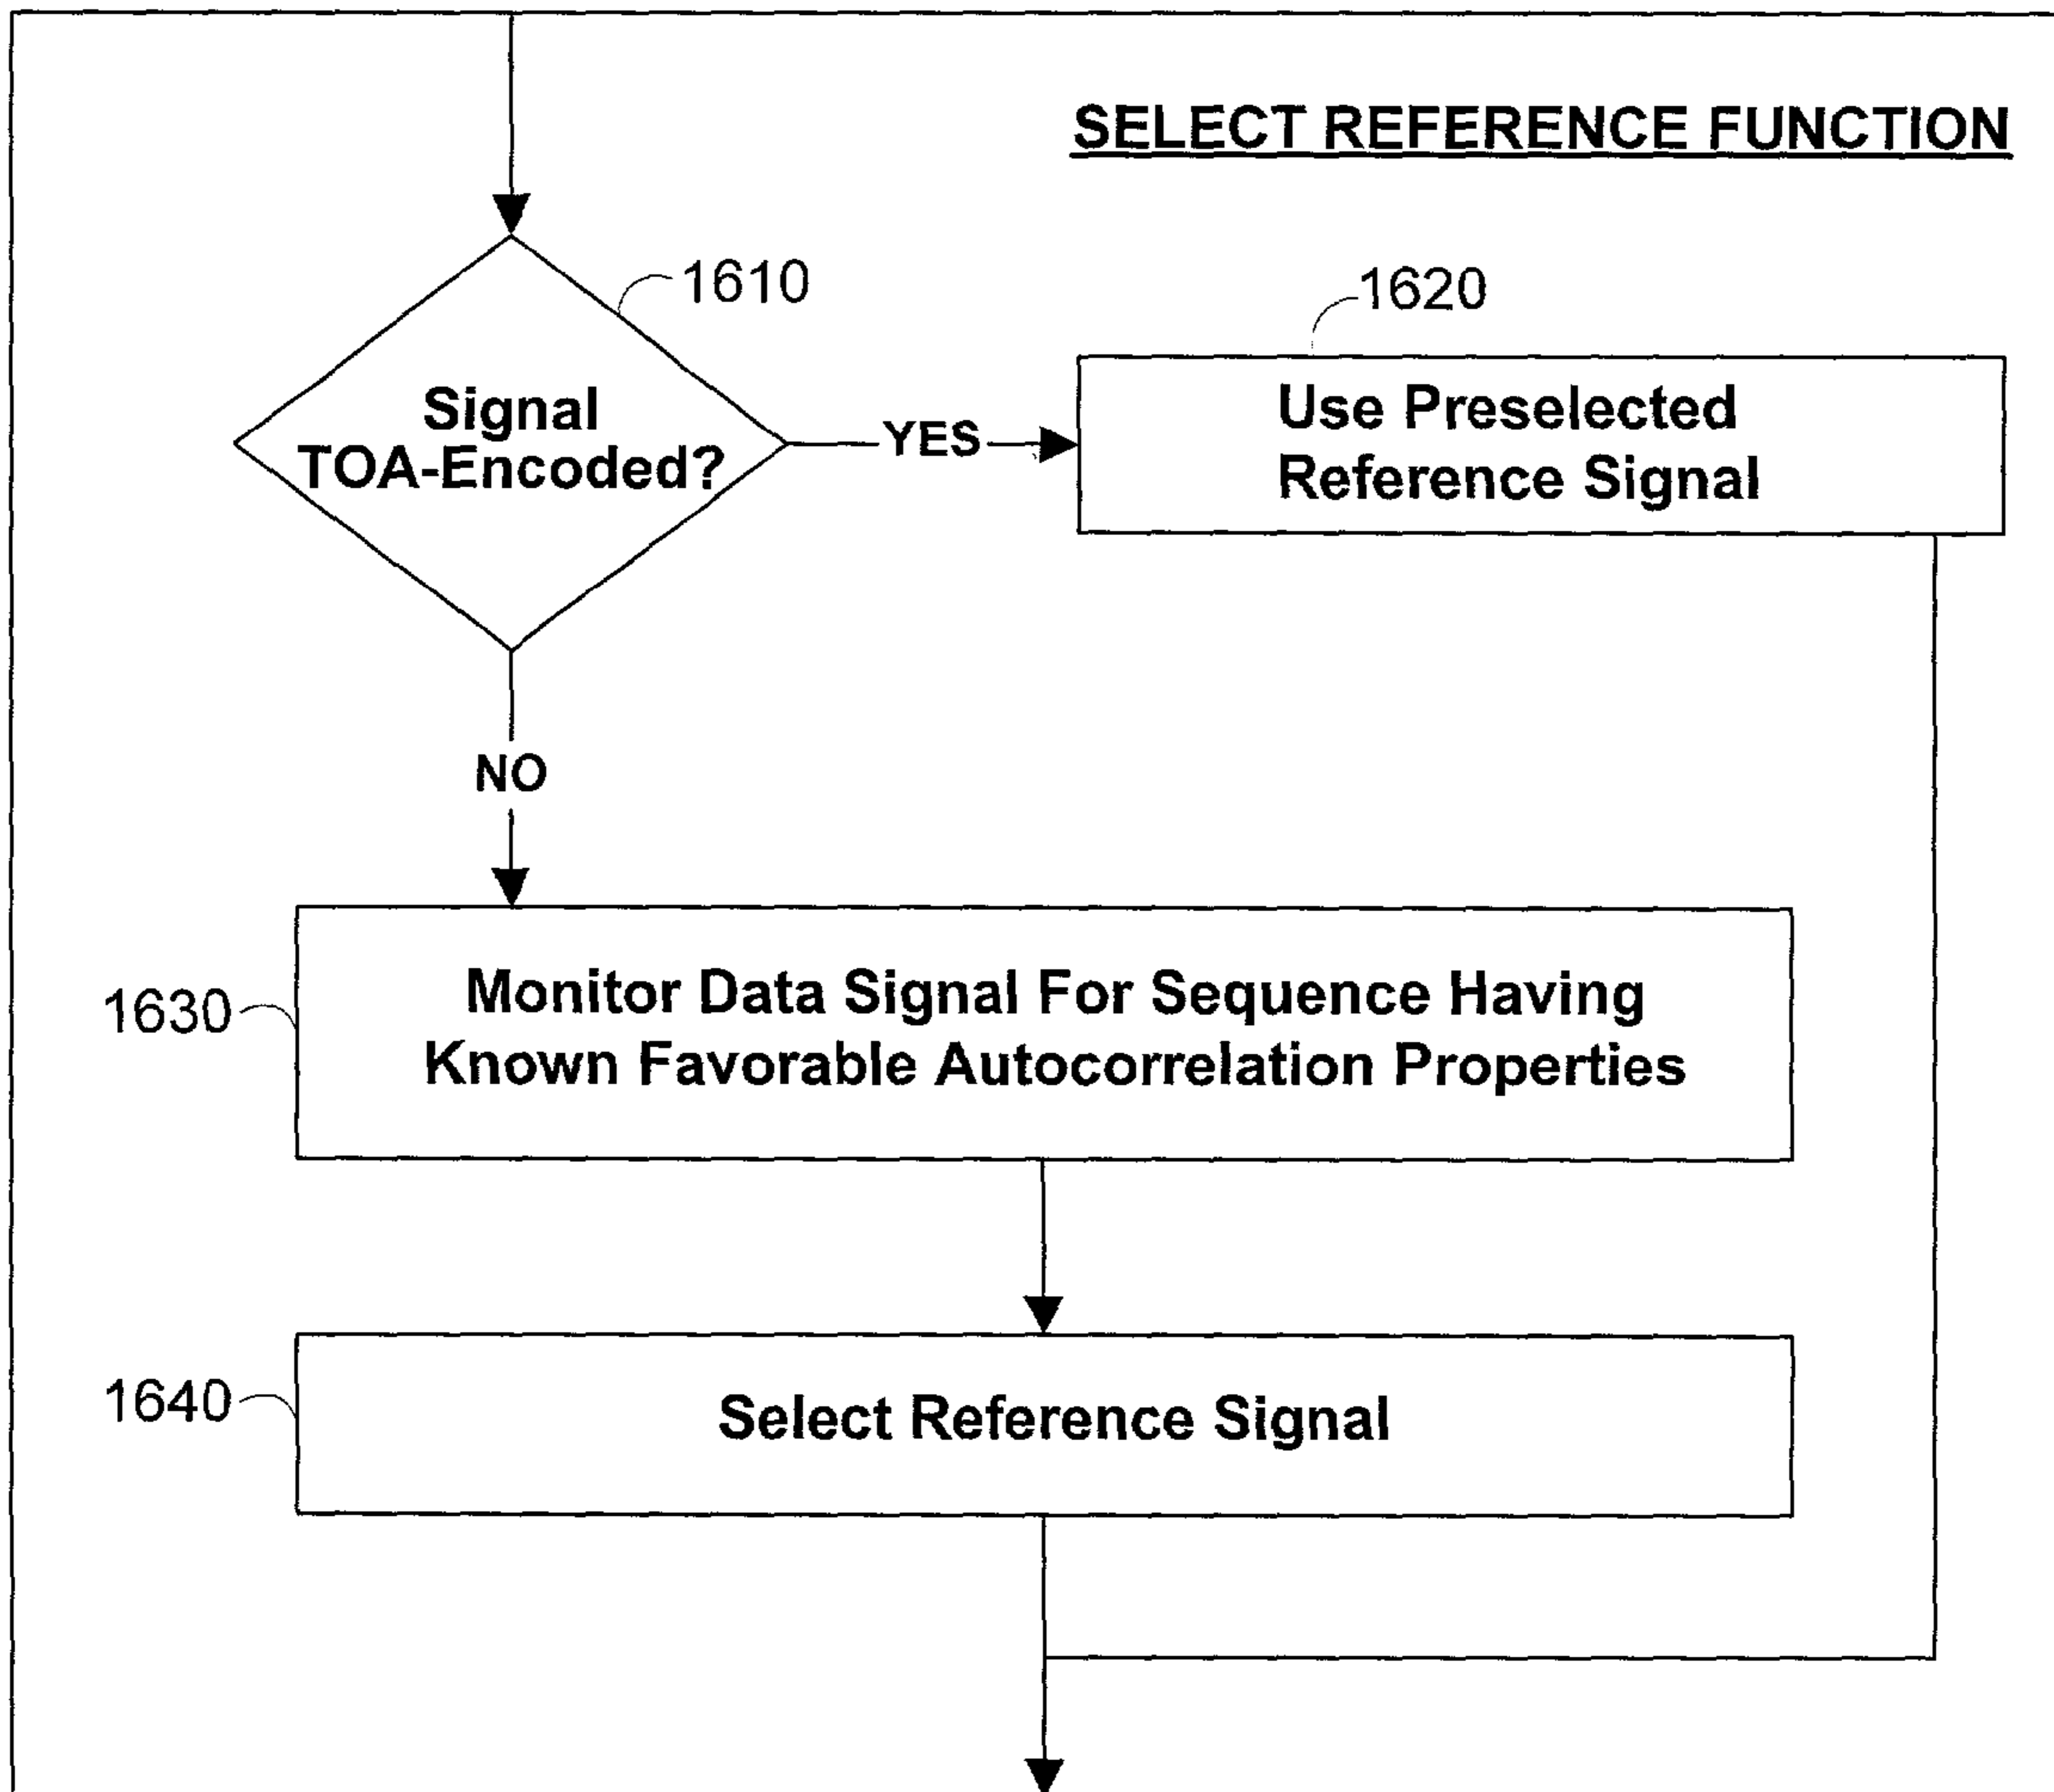 SELECT REFERENCE FUNCTION
1610
1620
Signal
TOA-Encoded?
YES
Use Preselected
Reference Signal
NO
1630
Monitor Data Signal For Sequence Having
Known Favorable Autocorrelation Properties
1640
Select Reference Signal